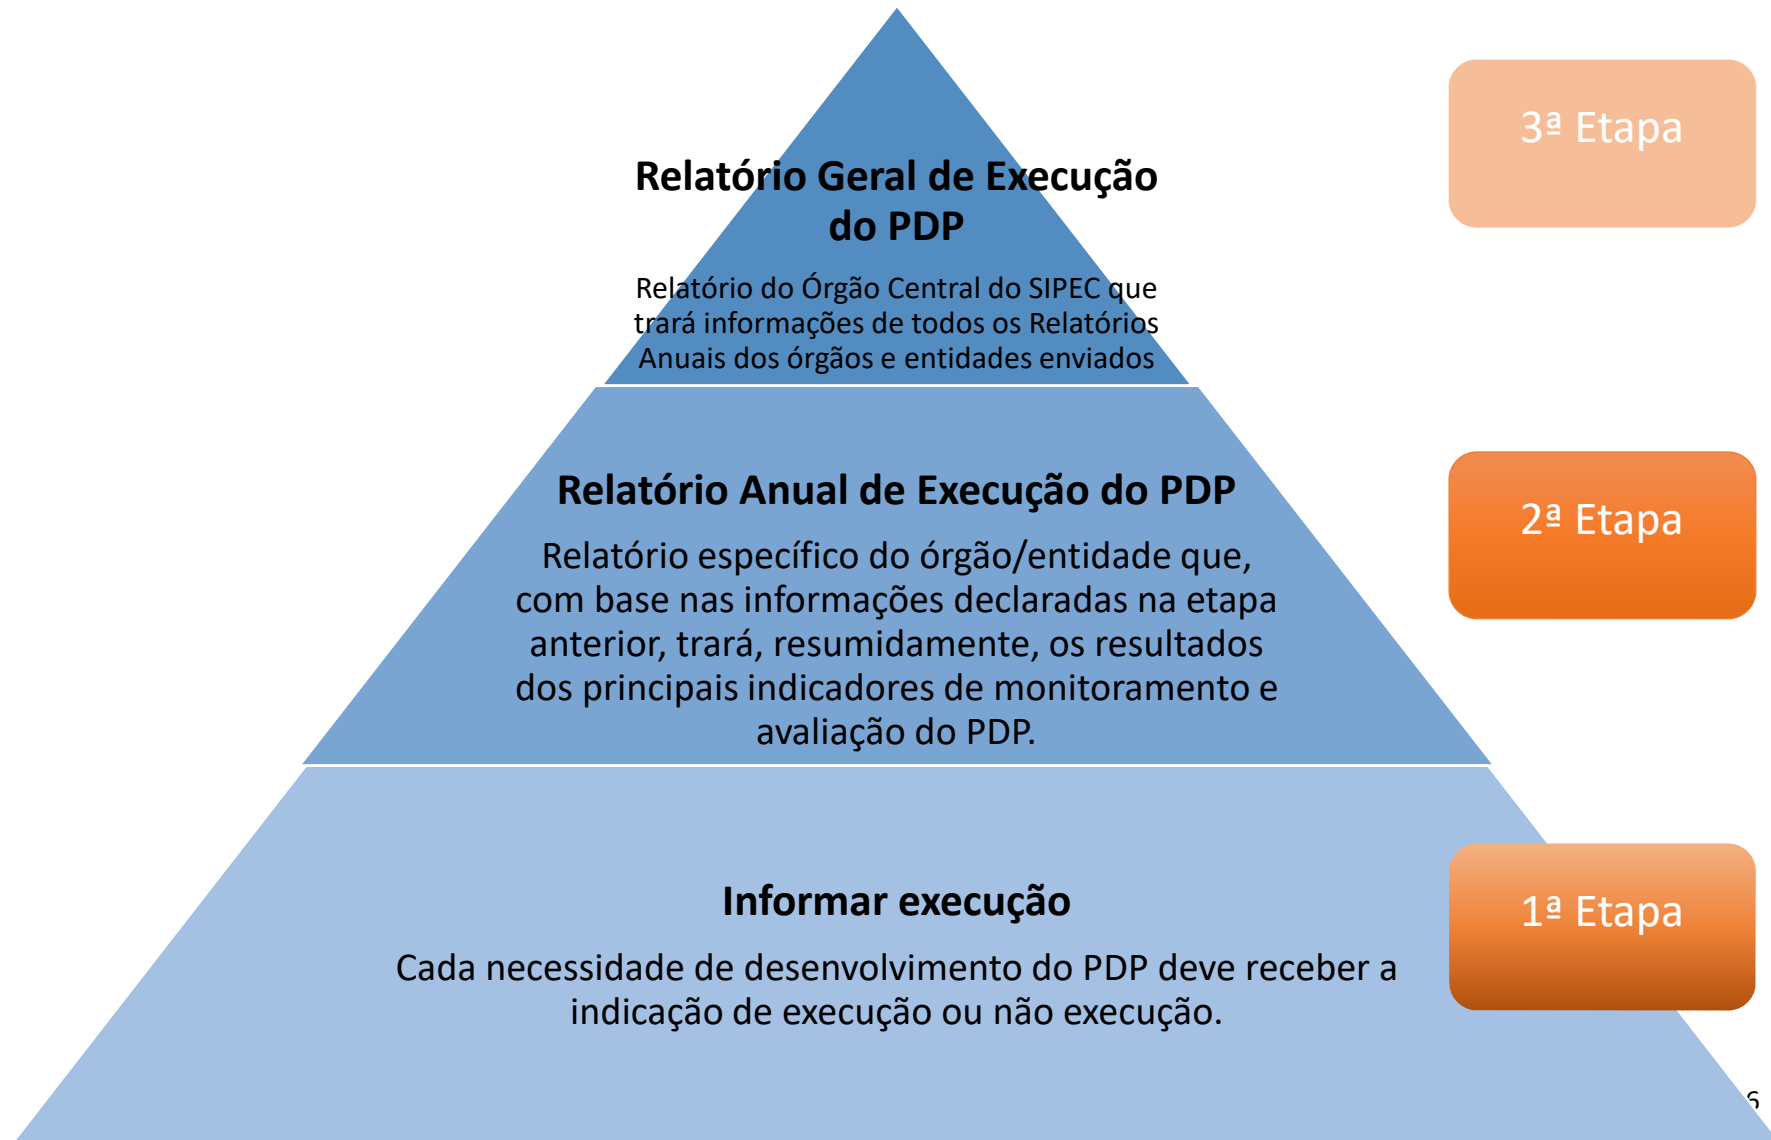 3ª Etapa
Relatório Geral de Execução
do PDP
Relatório do Órgão Central do SIPEC que
trará informações de todos os Relatórios
Anuais dos órgãos e entidades enviados
2ª Etapa
Relatório Anual de Execução do PDP
Relatório específico do órgão/entidade que,
com base nas informações declaradas na etapa
anterior, trará, resumidamente, os resultados
dos principais indicadores de monitoramento e
avaliação do PDP.
1ª Etapa
Informar execução
Cada necessidade de desenvolvimento do PDP deve receber a
indicação de execução ou não execução.
6